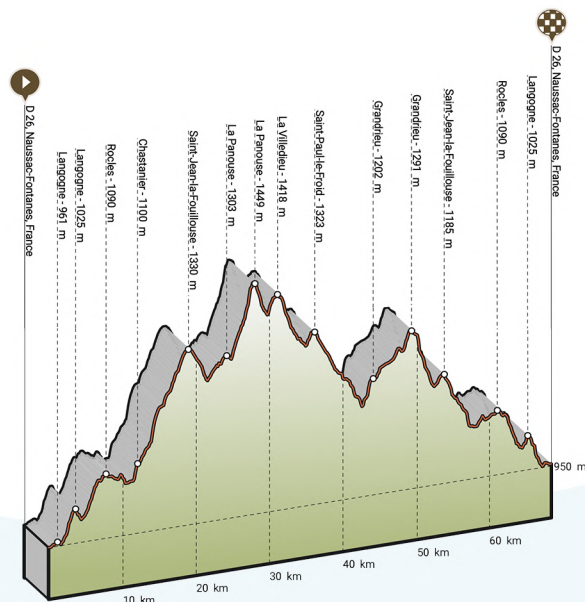 D 26, Naussac-Fontanes, France
Langogne - 961 m
Langogne - 1025 m
Rocles - 1090 m
Chastanier - 1100 m
Saint-Jean-la-Fouillouse - 1330 m
La Panouse - 1303 m
La Panouse - 1449 m
La Villedieu - 1418 m
Saint-Paul-le-Froid - 1323 m
Grandrieu - 1202 m
Grandrieu - 1291 m
Saint-Jean-la-Fouillouse - 1185 m
Rocles - 1090 m
Langogne - 1025 m
D 26, Naussac-Fontanes, France
950 m
10 km
20 km
30 km
40 km
50 km
60 km